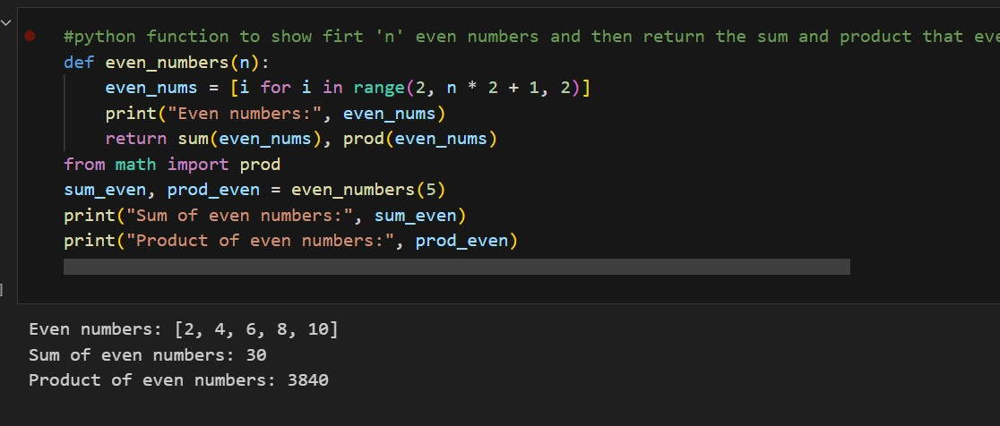 #python function to show firt 'n' even numbers and then return the sum and product that
def even_numbers(n):
    even_nums = [i for i in range(2, n * 2 + 1, 2)]
    print("Even numbers:", even_nums)
    return sum(even_nums), prod(even_nums)
from math import prod
sum_even, prod_even = even_numbers(5)
print("Sum of even numbers:", sum_even)
print("Product of even numbers:", prod_even)
]
Even numbers: [2, 4, 6, 8, 10]
Sum of even numbers: 30
Product of even numbers: 3840